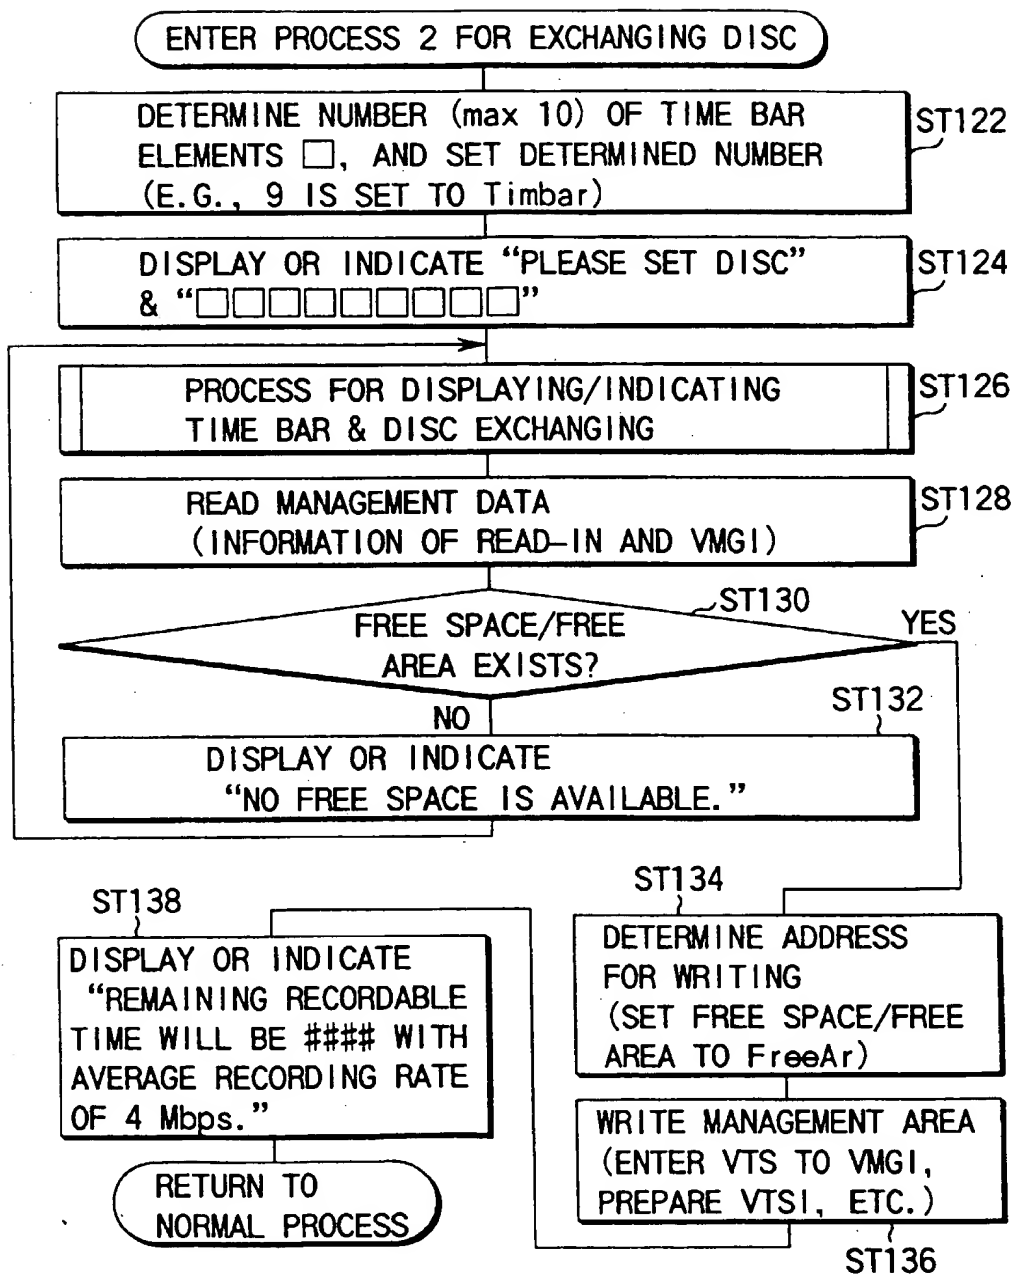 ENTER PROCESS 2 FOR EXCHANGING DISC
DETERMINE NUMBER (max 10) OF TIME BAR
ELEMENTS □, AND SET DETERMINED NUMBER
(E.G., 9 IS SET TO Timbar)
ST122
DISPLAY OR INDICATE “PLEASE SET DISC”
& “□□□□□□□□□”
ST124
PROCESS FOR DISPLAYING/INDICATING
TIME BAR & DISC EXCHANGING
ST126
READ MANAGEMENT DATA
(INFORMATION OF READ-IN AND VMGI)
ST128
ST130
FREE SPACE/FREE
AREA EXISTS?
YES
NO
ST132
DISPLAY OR INDICATE
“NO FREE SPACE IS AVAILABLE.”
ST134
DETERMINE ADDRESS
FOR WRITING
(SET FREE SPACE/FREE
AREA TO FreeAr)
WRITE MANAGEMENT AREA
(ENTER VTS TO VMGI,
PREPARE VTSI, ETC.)
ST136
ST138
DISPLAY OR INDICATE
“REMAINING RECORDABLE
TIME WILL BE #### WITH
AVERAGE RECORDING RATE
OF 4 Mbps.”
RETURN TO
NORMAL PROCESS